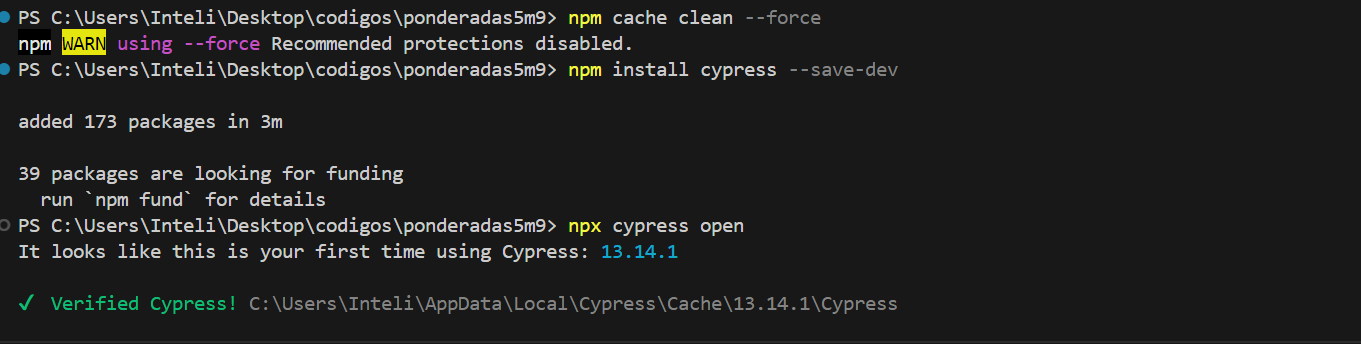 PS C:\Users\Inteli\Desktop\codigos\ponderadas5m9> npm cache clean --force
npm WARN using --force Recommended protections disabled.
PS C:\Users\Inteli\Desktop\codigos\ponderadas5m9> npm install cypress --save-dev
added 173 packages in 3m
39 packages are looking for funding
run `npm fund` for details
PS C:\Users\Inteli\Desktop\codigos\ponderadas5m9> npx cypress open
It looks like this is your first time using Cypress: 13.14.1
✓ Verified Cypress! C:\Users\Inteli\AppData\Local\Cypress\Cache\13.14.1\Cypress